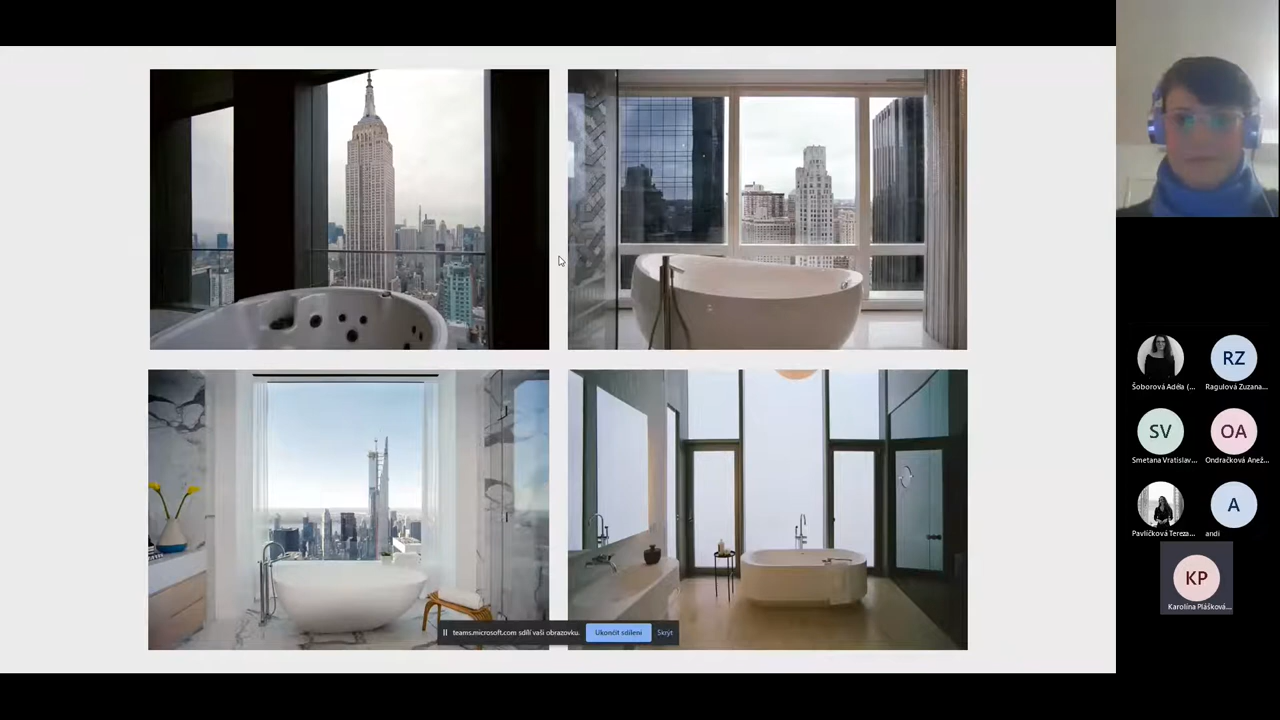 Šoborová Adéla (...
RZ
Ragulová Zuzana...
SV
Smetana Vratislav...
OA
Ondračková Anež...
Pavlíčková Tereza...
A
andi
KP
Karolína Plášková...
teams.microsoft.com sdílí vaši obrazovku.
Ukončit sdílení
Skrýt